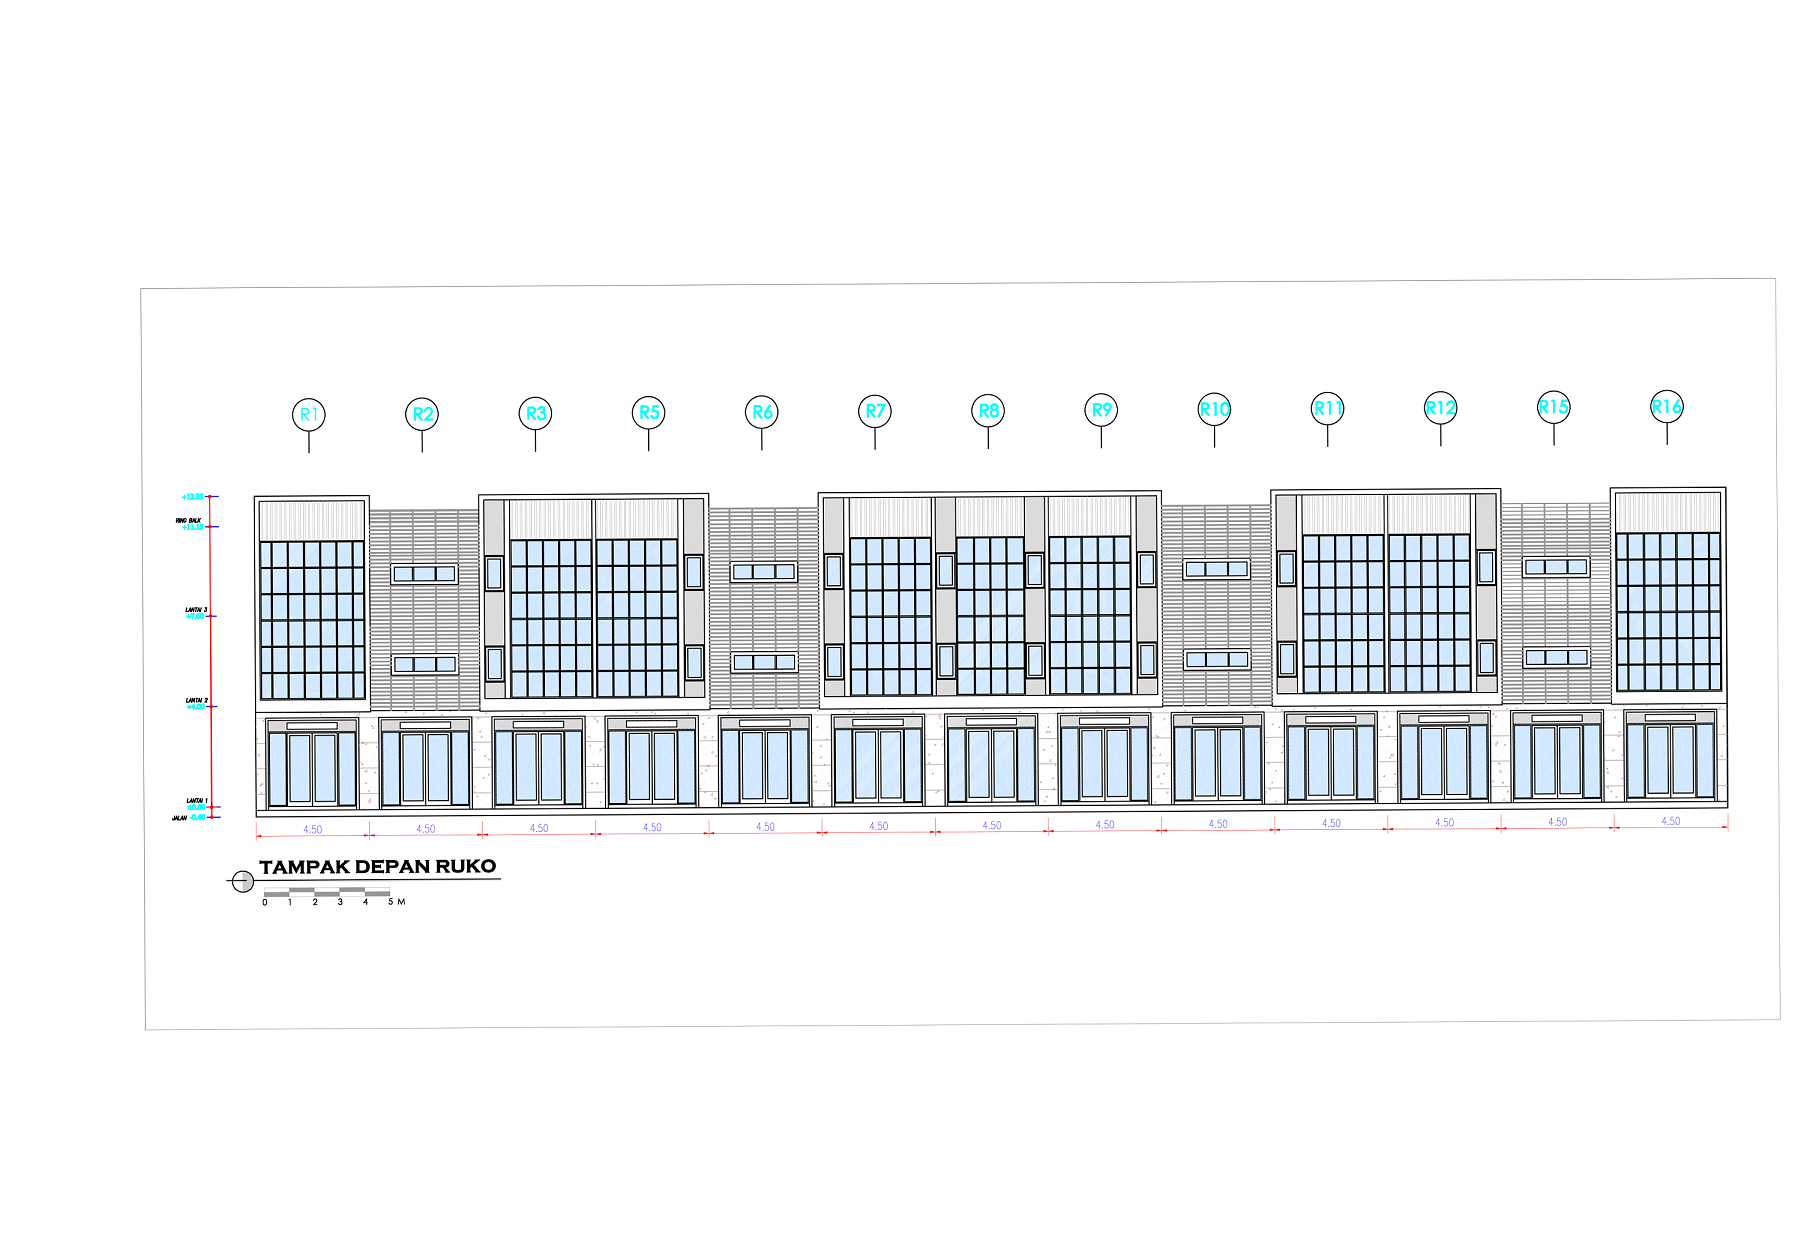 R1 R2 R3 R5 R6 R7 R8 R9 R10 R11 R12 R15 R16
+12.35
RING BALK
+11.15
LANTAI 3
+7.60
LANTAI 2
+4.00
LANTAI 1
±0.00
JALAN -0.40
4.50 4.50 4.50 4.50 4.50 4.50 4.50 4.50 4.50 4.50 4.50 4.50 4.50
TAMPAK DEPAN RUKO
0 1 2 3 4 5 M